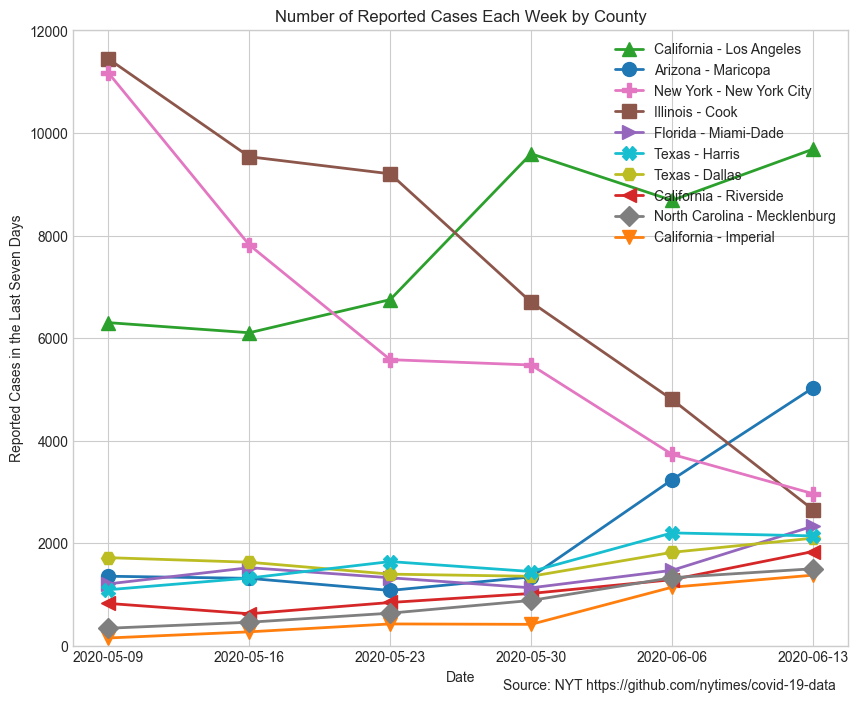 Number of Reported Cases Each Week by County
12000
10000
8000
6000
4000
2000
0
Reported Cases in the Last Seven Days
California - Los Angeles
Arizona - Maricopa
New York - New York City
Illinois - Cook
Florida - Miami-Dade
Texas - Harris
Texas - Dallas
California - Riverside
North Carolina - Mecklenburg
California - Imperial
2020-05-09 2020-05-16 2020-05-23 2020-05-30 2020-06-06 2020-06-13
Date
Source: NYT https://github.com/nytimes/covid-19-data